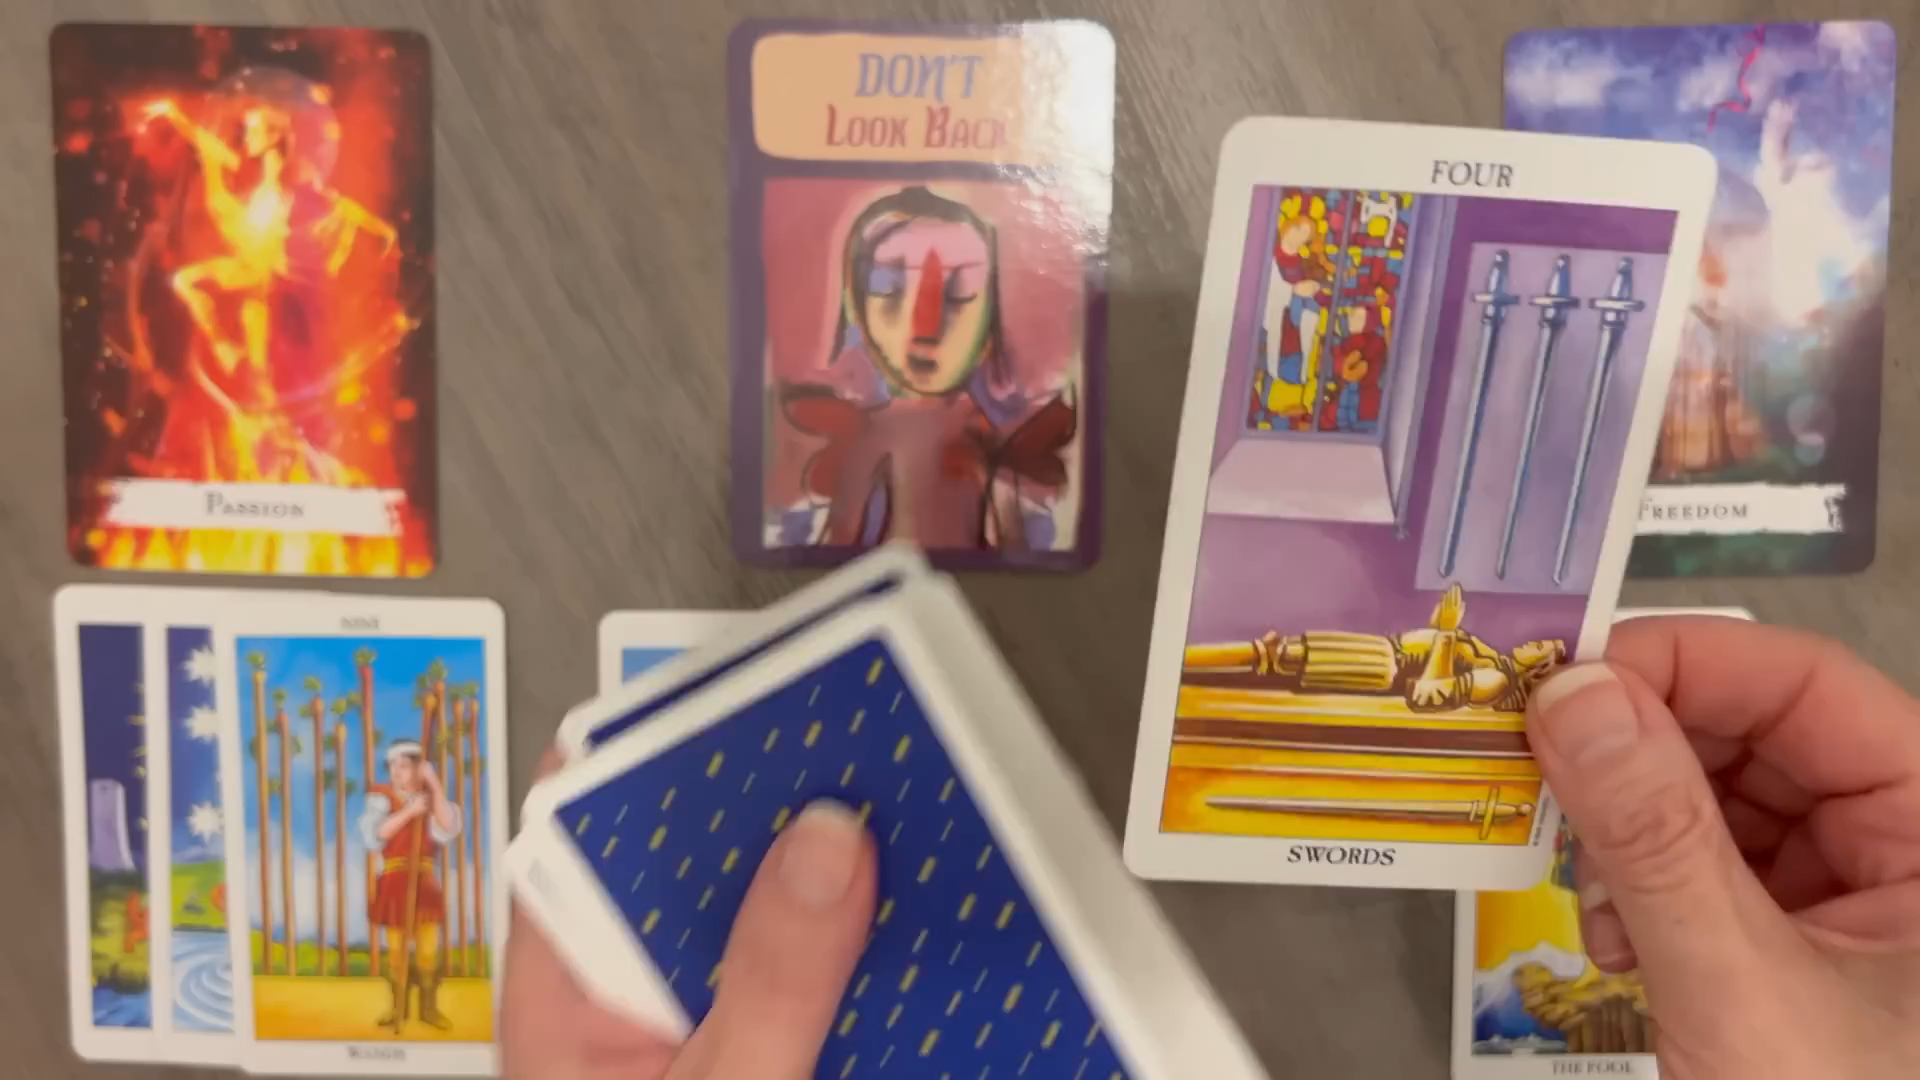 DON'T
LOOK BACK
FOUR
PASSION
FREEDOM
NINE
SWORDS
WANDS
THE FOOL